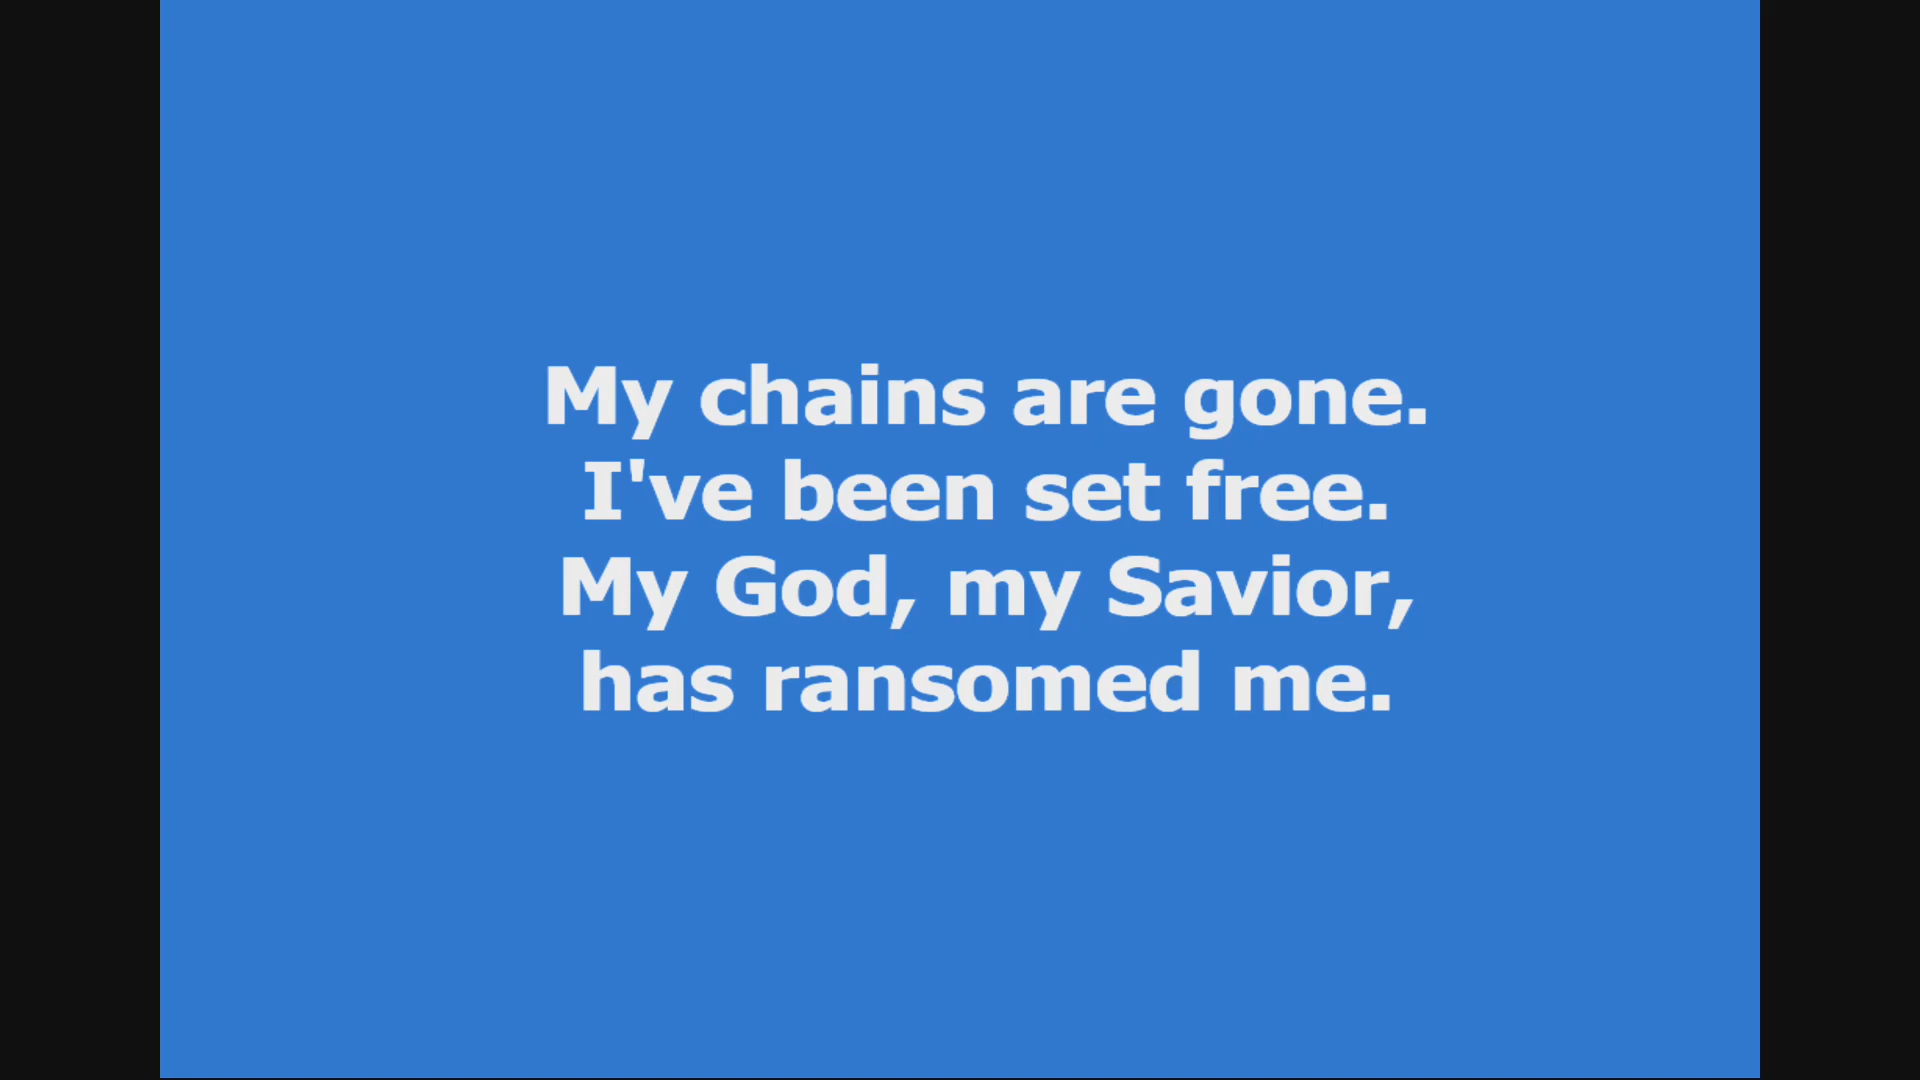 My chains are gone.
I've been set free.
My God, my Savior,
has ransomed me.